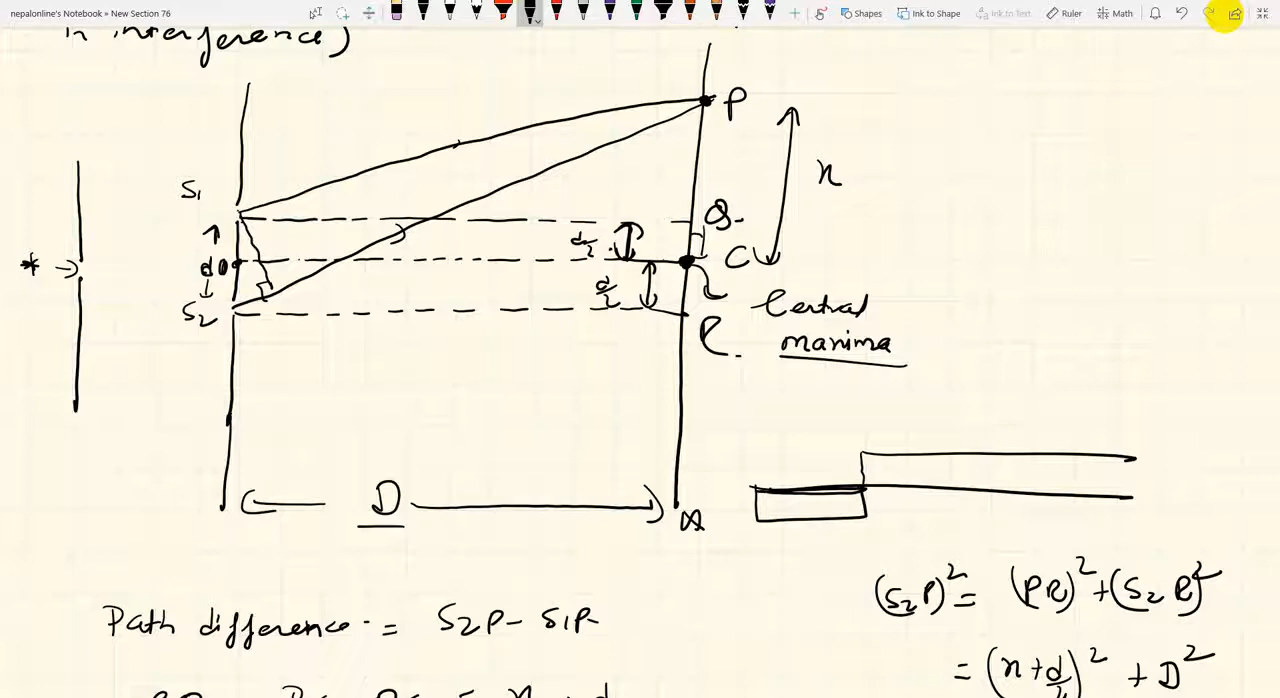 nepalonline's Notebook » New Section 76
Shapes Ink to Shape Ink to Text Ruler Math
in interference)
P
x
S1
Q
d/2
C
d O
d/2
S2
R
Central
maxima
D
(S2P)² = (PR)² + (S2R)²
Path difference = S2P - S1P
= (x + d/2)² + D²